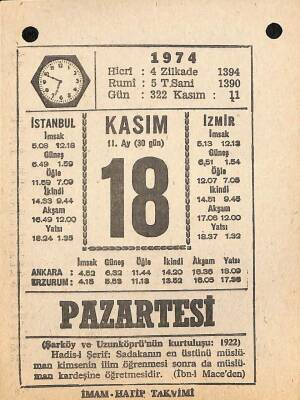 1974
Hicrî : 4 Zilkade 1394
Rumî : 5 T.Sani 1390
Gün : 322 Kasım : 11
İSTANBUL
İmsak
5.08 12.18
Güneş
6.49 1.59
Öğle
11.59 7.09
İkindi
14.33 9.44
Akşam
16.49 12.00
Yatsı
18.24 1.35
KASIM
11. Ay (30 gün)
18
İZMİR
İmsak
5.13 12.13
Güneş
6.51 1.54
Öğle
12.07 7.05
İkindi
14.51 9.45
Akşam
17.06 12.00
Yatsı
18.37 1.32
İmsak Güneş Öğle İkindi Akşam Yatsı
ANKARA : 4.52 6.32 11.44 14.20 16.36 18.09
ERZURUM: 4.15 5.53 11.18 13.52 16.05 17.38
PAZARTESİ
(Şarköy ve Uzunköprü'nün kurtuluşu: 1922)
Hadis-i Şerif: Sadakanın en üstünü müslü-
man kimsenin ilim öğrenmesi sonra da müslü-
man kardeşine öğretmesidir. (İbn-i Mace'den)
İMAM-HATİP TAKVİMİ